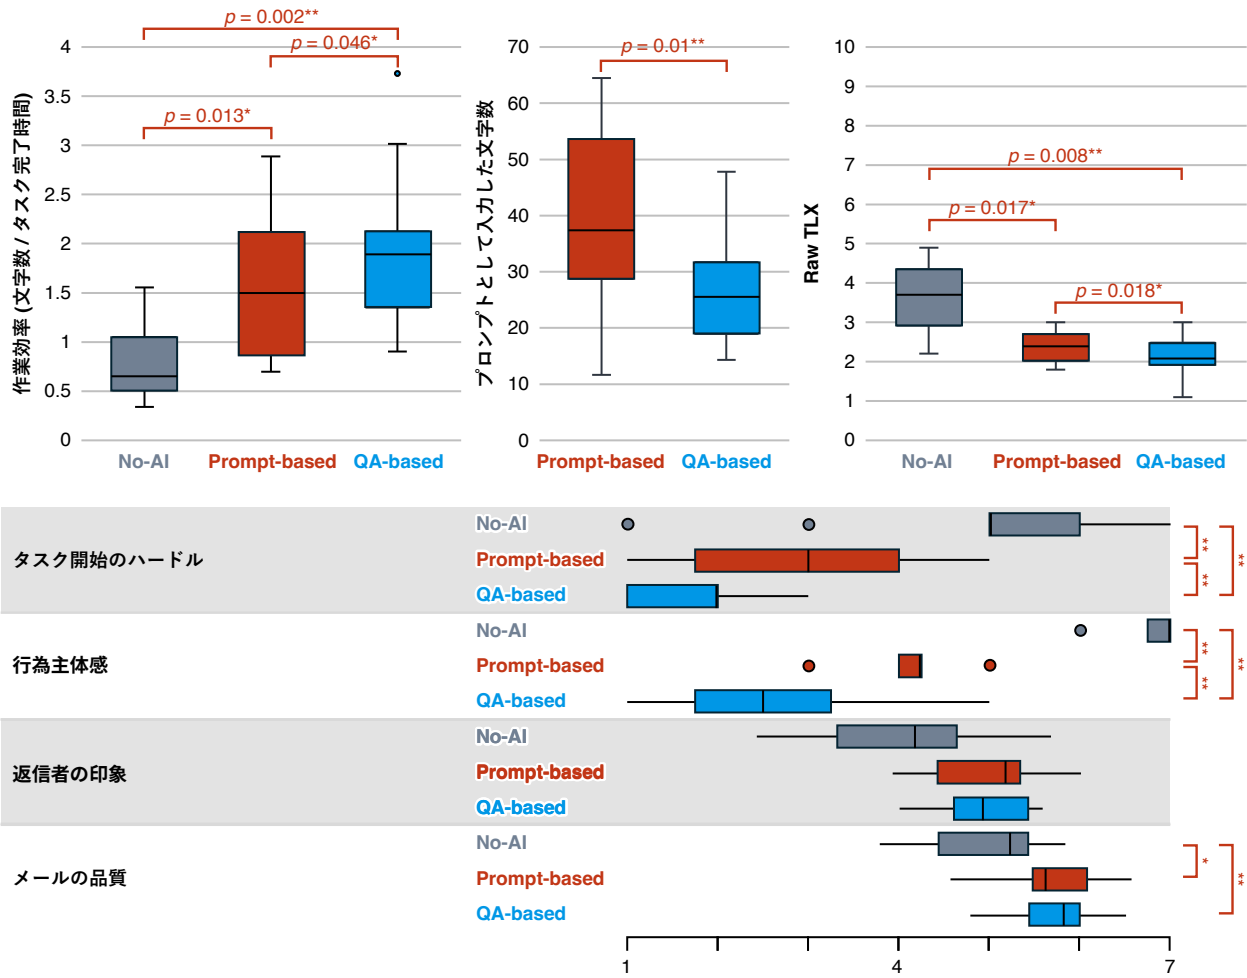 作業効率 (文字数 / タスク完了時間)
p = 0.002**
p = 0.046*
p = 0.013*
4
3.5
3
2.5
2
1.5
1
0.5
0
No-AI Prompt-based QA-based
プロンプトとして入力した文字数
p = 0.01**
70
60
50
40
30
20
10
0
Prompt-based QA-based
Raw TLX
10
9
8
7
6
5
4
3
2
1
0
p = 0.008**
p = 0.017*
p = 0.018*
No-AI Prompt-based QA-based
タスク開始のハードル
No-AI
Prompt-based
QA-based
**
**
**
行為主体感
No-AI
Prompt-based
QA-based
**
**
**
返信者の印象
No-AI
Prompt-based
QA-based
メールの品質
No-AI
Prompt-based
QA-based
*
**
1 4 7